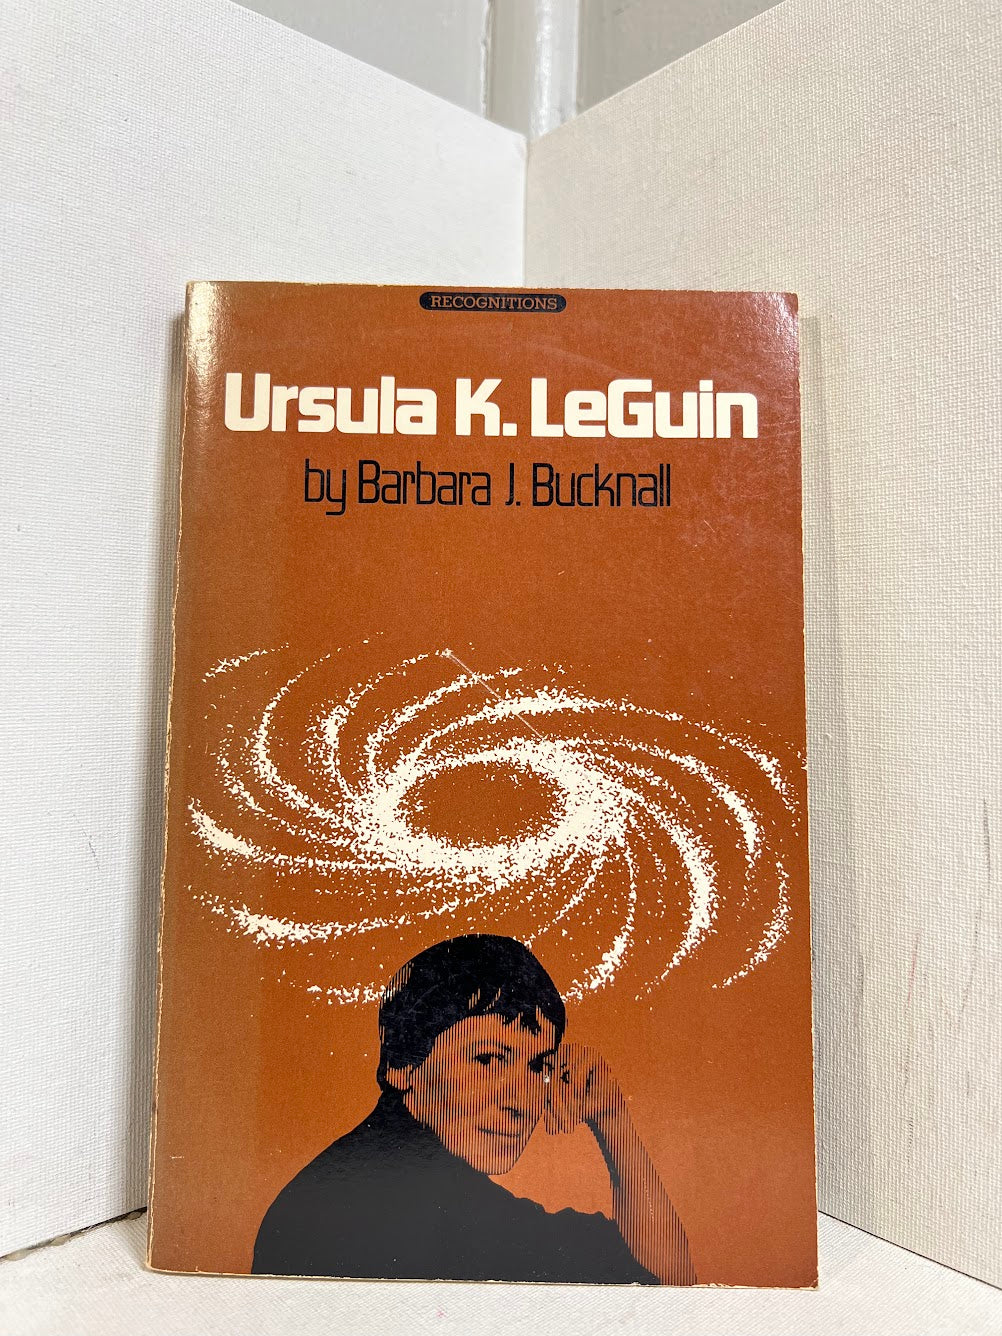 RECOGNITIONS
Ursula K. LeGuin
by Barbara J. Bucknall